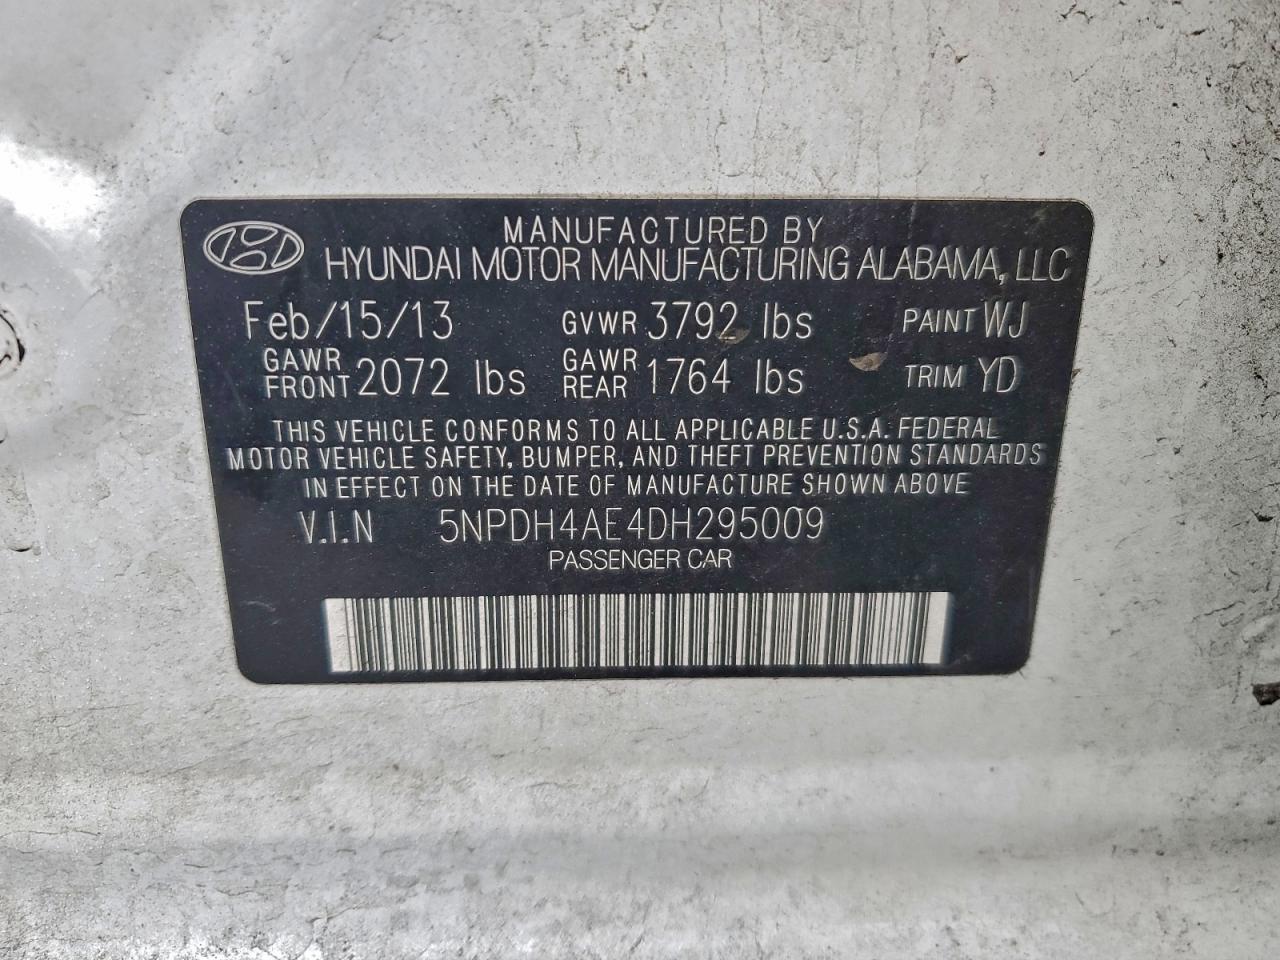 MANUFACTURED BY
HYUNDAI MOTOR MANUFACTURING ALABAMA, LLC
Feb/15/13 GVWR 3792 lbs PAINT WJ
GAWR FRONT 2072 lbs GAWR REAR 1764 lbs TRIM YD
THIS VEHICLE CONFORMS TO ALL APPLICABLE U.S.A. FEDERAL
MOTOR VEHICLE SAFETY, BUMPER, AND THEFT PREVENTION STANDARDS
IN EFFECT ON THE DATE OF MANUFACTURE SHOWN ABOVE
V.I.N 5NPDH4AE4DH295009
PASSENGER CAR